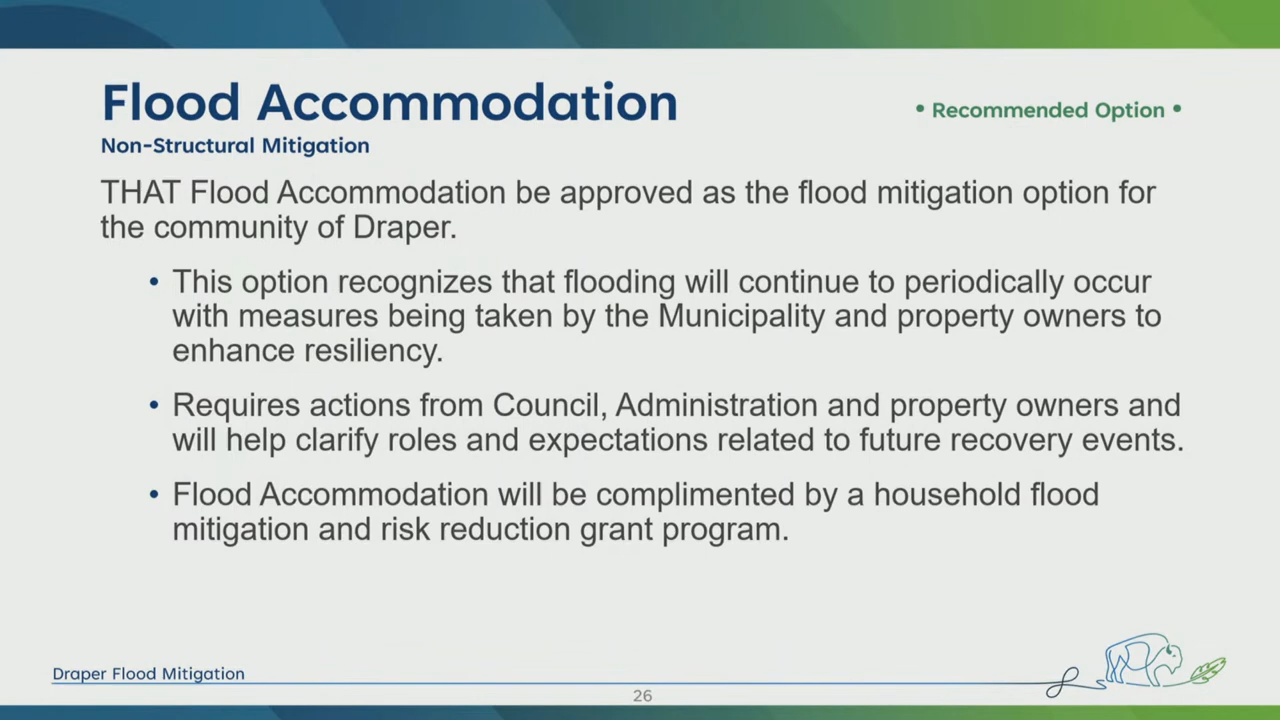 Flood Accommodation
• Recommended Option •
Non-Structural Mitigation
THAT Flood Accommodation be approved as the flood mitigation option for
the community of Draper.
• This option recognizes that flooding will continue to periodically occur
with measures being taken by the Municipality and property owners to
enhance resiliency.
• Requires actions from Council, Administration and property owners and
will help clarify roles and expectations related to future recovery events.
• Flood Accommodation will be complimented by a household flood
mitigation and risk reduction grant program.
Draper Flood Mitigation
26